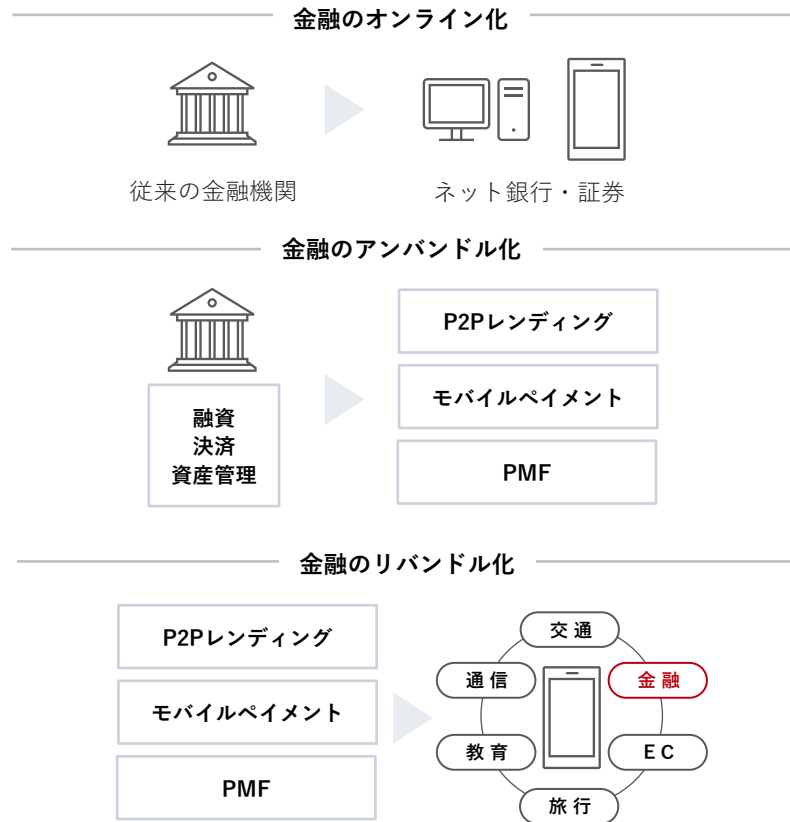 金融のオンライン化
従来の金融機関
ネット銀行・証券
金融のアンバンドル化
融資
決済
資産管理
P2Pレンディング
モバイルペイメント
PMF
金融のリバンドル化
P2Pレンディング
モバイルペイメント
PMF
交通
通信
金融
教育
EC
旅行